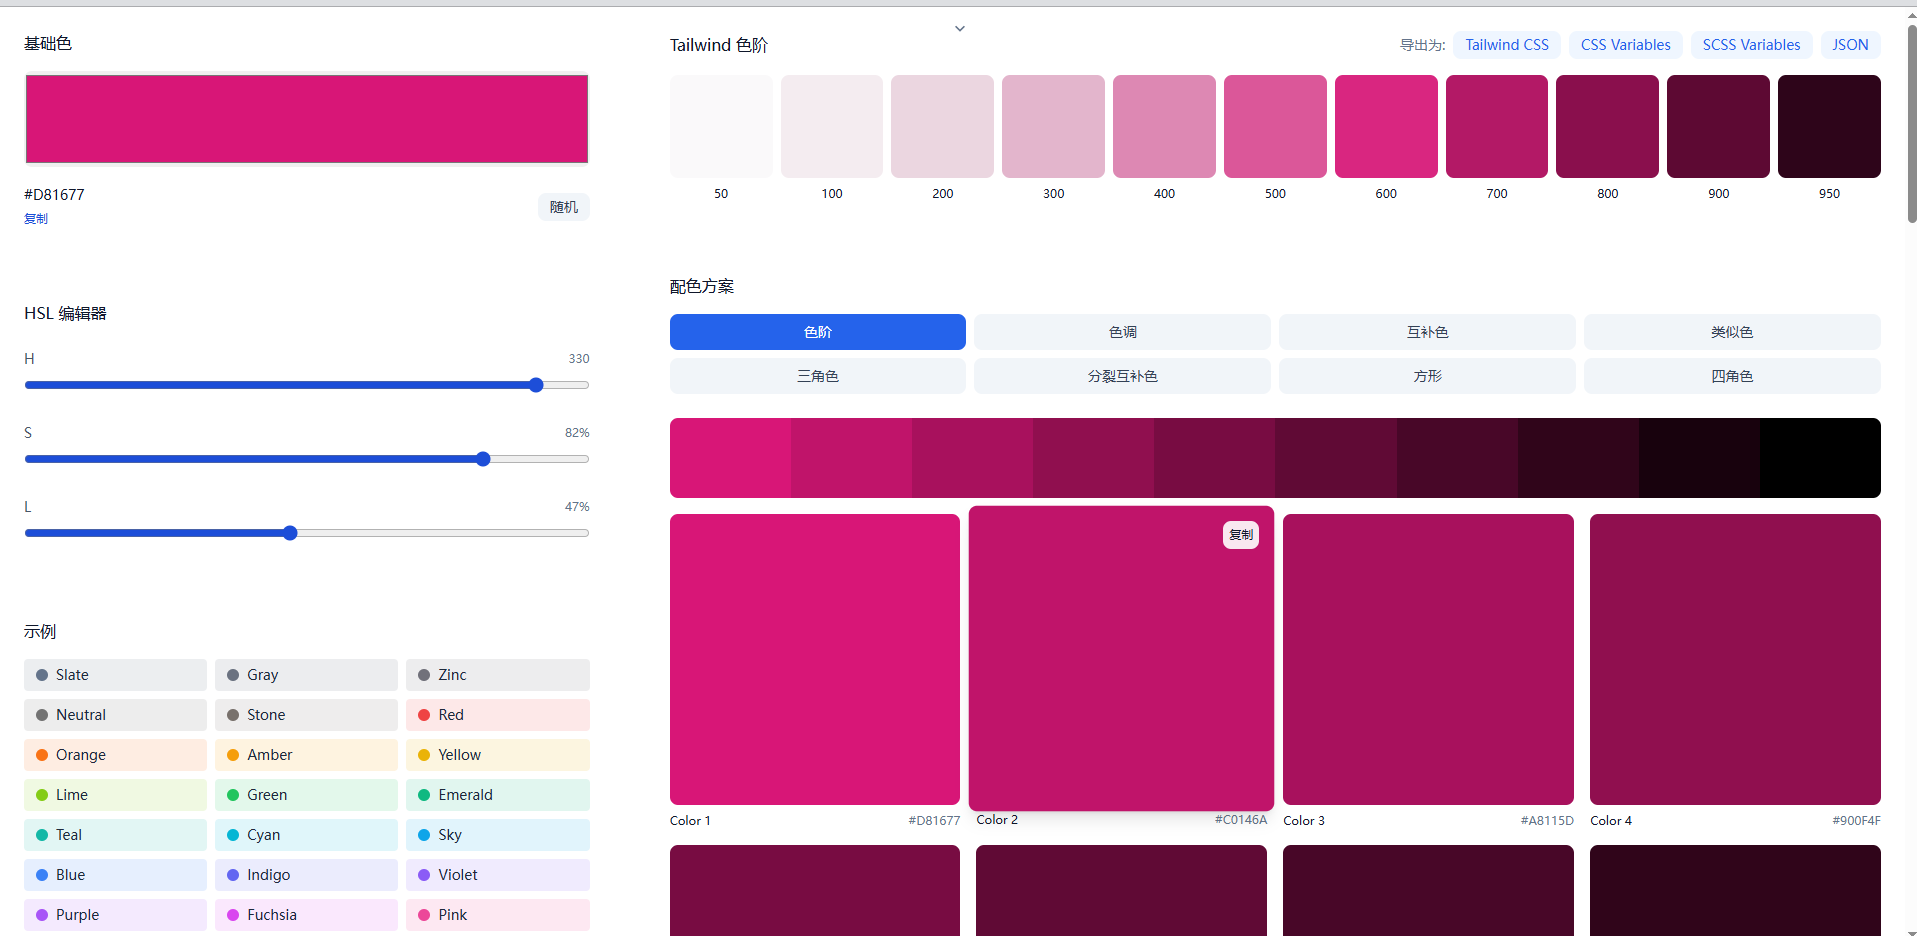 基础色
#D81677
复制
随机
HSL 编辑器
H 330
S 82%
L 47%
示例
Slate Gray Zinc
Neutral Stone Red
Orange Amber Yellow
Lime Green Emerald
Teal Cyan Sky
Blue Indigo Violet
Purple Fuchsia Pink
Tailwind 色阶
导出为: Tailwind CSS CSS Variables SCSS Variables JSON
50 100 200 300 400 500 600 700 800 900 950
配色方案
色阶 色调 互补色 类似色
三角色 分裂互补色 方形 四角色
复制
Color 1 #D81677 Color 2 #C0146A Color 3 #A8115D Color 4 #900F4F